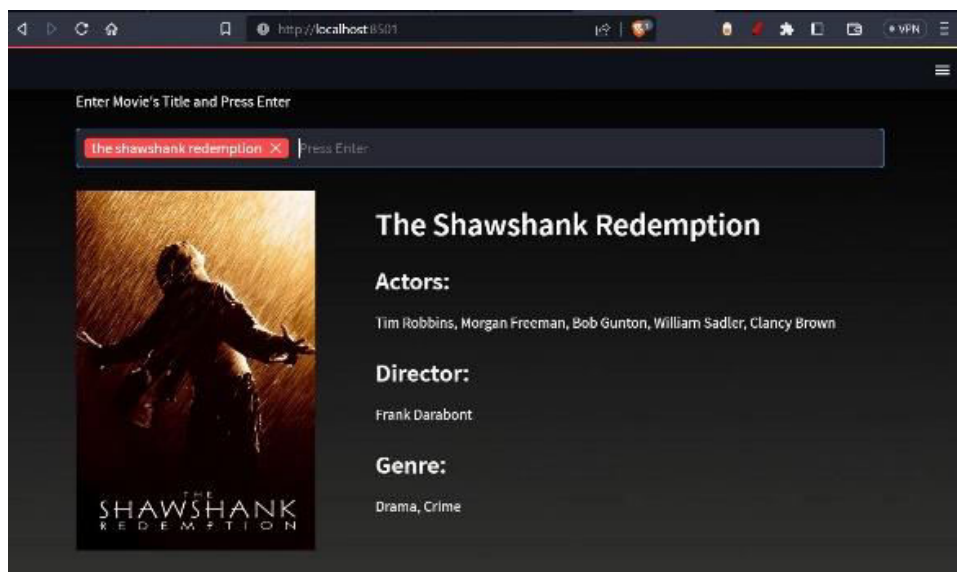 http://localhost:8501
VPN
Enter Movie's Title and Press Enter
the shawshank redemption
Press Enter
The Shawshank Redemption
Actors:
Tim Robbins, Morgan Freeman, Bob Gunton, William Sadler, Clancy Brown
Director:
Frank Darabont
Genre:
Drama, Crime
THE
SHAWSHANK
REDEMPTION